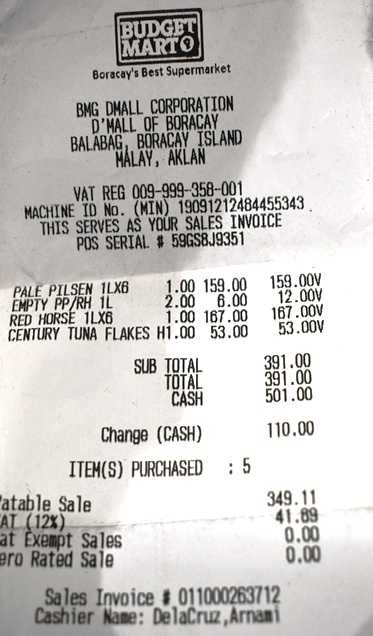 BUDGET
MART
Boracay's Best Supermarket
BMG DMALL CORPORATION
D'MALL OF BORACAY
BALABAG, BORACAY ISLAND
MALAY, AKLAN
VAT REG 009-999-358-001
MACHINE ID No. (MIN) 19091212484455343
THIS SERVES AS YOUR SALES INVOICE
POS SERIAL # 59GS8J9351
PALE PILSEN 1LX6 1.00 159.00 159.00V
EMPTY PP/RH 1L 2.00 6.00 12.00V
RED HORSE 1LX6 1.00 167.00 167.00V
CENTURY TUNA FLAKES H1.00 53.00 53.00V
SUB TOTAL 391.00
TOTAL 391.00
CASH 501.00
Change (CASH) 110.00
ITEM(S) PURCHASED : 5
atable Sale 349.11
AT (12%) 41.89
at Exempt Sales 0.00
ero Rated Sale 0.00
Sales Invoice # 011000263712
Cashier Name: DelaCruz,Arnami